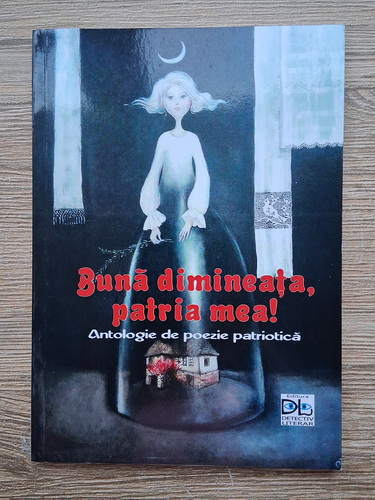 Bună dimineața,
patria mea!
Antologie de poezie patriotică
Editura
DL
DETECTIV
LITERAR